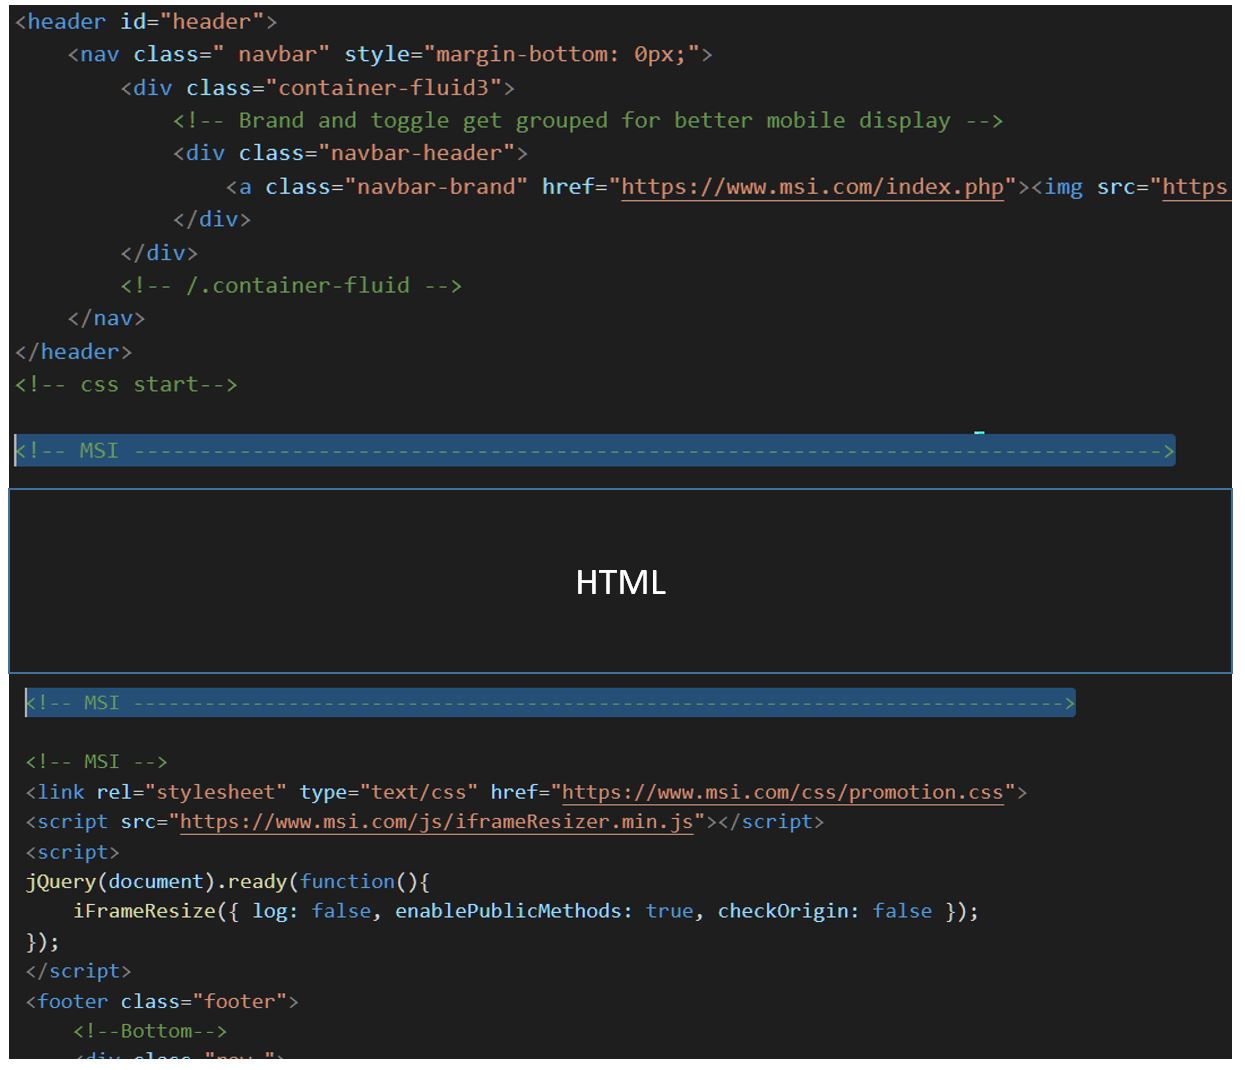 <header id="header">
<nav class=" navbar" style="margin-bottom: 0px;">
<div class="container-fluid3">
<!-- Brand and toggle get grouped for better mobile display -->
<div class="navbar-header">
<a class="navbar-brand" href="https://www.msi.com/index.php"><img src="https
</div>
</div>
<!-- /.container-fluid -->
</nav>
</header>
<!-- css start-->
<!-- MSI ------------------------------------------------------------------------------>
HTML
<!-- MSI ------------------------------------------------------------------------------>
<!-- MSI -->
<link rel="stylesheet" type="text/css" href="https://www.msi.com/css/promotion.css">
<script src="https://www.msi.com/js/iframeResizer.min.js"></script>
<script>
jQuery(document).ready(function(){
iFrameResize({ log: false, enablePublicMethods: true, checkOrigin: false });
});
</script>
<footer class="footer">
<!--Bottom-->
<div class="nav ">